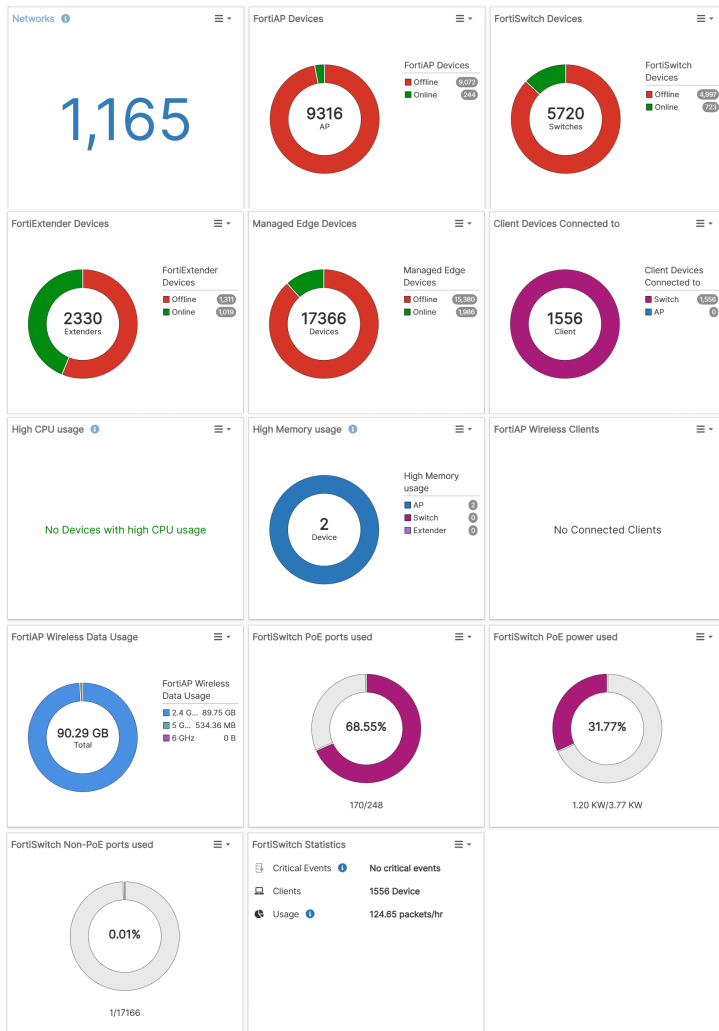 Networks
1,165
FortiAP Devices
9316
AP
FortiAP Devices
Offline 9,072
Online 244
FortiSwitch Devices
5720
Switches
FortiSwitch
Devices
Offline 4,997
Online 723
FortiExtender Devices
2330
Extenders
FortiExtender
Devices
Offline 1,311
Online 1,019
Managed Edge Devices
17366
Devices
Managed Edge
Devices
Offline 15,380
Online 1,986
Client Devices Connected to
1556
Client
Client Devices
Connected to
Switch 1,556
AP 0
High CPU usage
No Devices with high CPU usage
High Memory usage
2
Device
High Memory
usage
AP 2
Switch 0
Extender 0
FortiAP Wireless Clients
No Connected Clients
FortiAP Wireless Data Usage
90.29 GB
Total
FortiAP Wireless
Data Usage
2.4 G... 89.75 GB
5 G... 534.36 MB
6 GHz 0 B
FortiSwitch PoE ports used
68.55%
170/248
FortiSwitch PoE power used
31.77%
1.20 KW/3.77 KW
FortiSwitch Non-PoE ports used
0.01%
1/17166
FortiSwitch Statistics
Critical Events No critical events
Clients 1556 Device
Usage 124.65 packets/hr